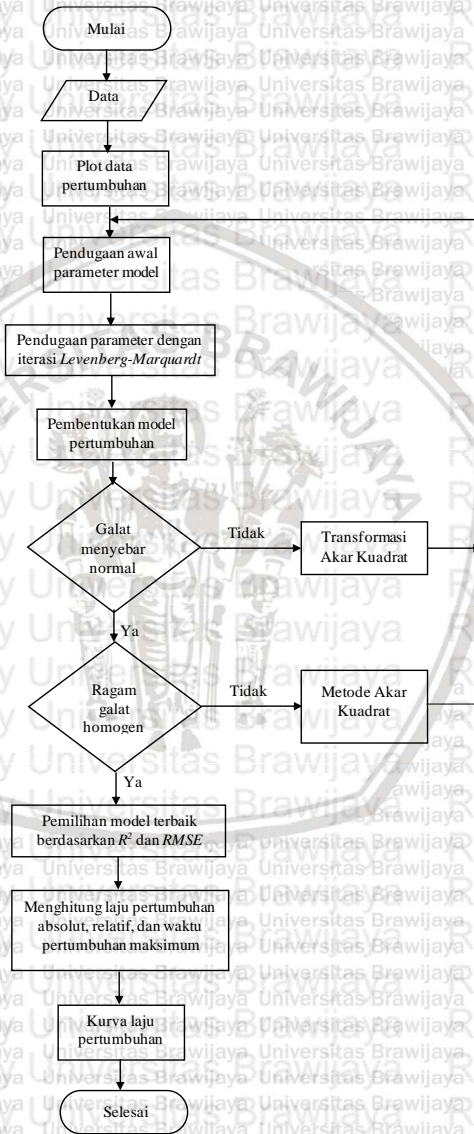 Mulai
Data
Plot data
pertumbuhan
Pendugaan awal
parameter model
Pendugaan parameter dengan
iterasi Levenberg-Marquardt
Pembentukan model
pertumbuhan
Galat
menyebar
normal
Tidak
Transformasi
Akar Kuadrat
Ya
Ragam
galat
homogen
Tidak
Metode Akar
Kuadrat
Ya
Pemilihan model terbaik
berdasarkan R² dan RMSE
Menghitung laju pertumbuhan
absolut, relatif, dan waktu
pertumbuhan maksimum
Kurva laju
pertumbuhan
Selesai